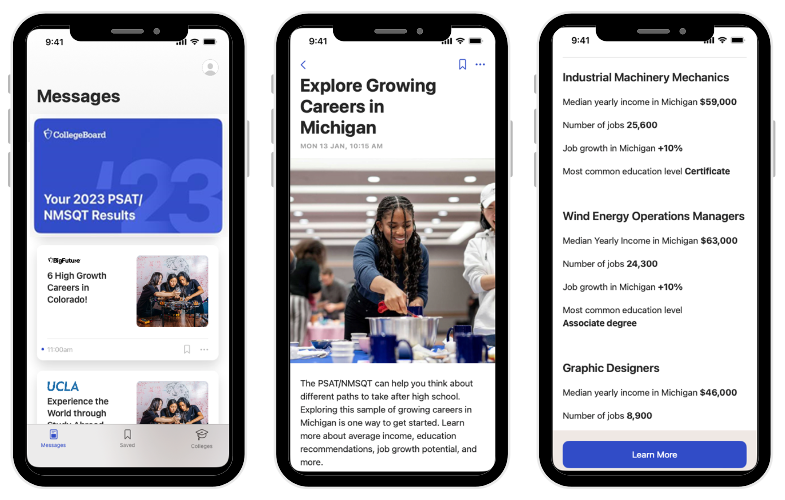 9:41
Messages
CollegeBoard
'23
Your 2023 PSAT/
NMSQT Results
BigFuture
6 High Growth
Careers in
Colorado!
11:00am
UCLA
Experience the
World through
Study Abroad
Messages
Saved
Colleges
9:41
Explore Growing
Careers in
Michigan
MON 13 JAN, 10:15 AM
The PSAT/NMSQT can help you think about
different paths to take after high school.
Exploring this sample of growing careers in
Michigan is one way to get started. Learn
more about average income, education
recommendations, job growth potential, and
more.
9:41
Industrial Machinery Mechanics
Median yearly income in Michigan $59,000
Number of jobs 25,600
Job growth in Michigan +10%
Most common education level Certificate
Wind Energy Operations Managers
Median Yearly Income in Michigan $63,000
Number of jobs 24,300
Job growth in Michigan +10%
Most common education level
Associate degree
Graphic Designers
Median yearly income in Michigan $46,000
Number of jobs 8,900
Learn More